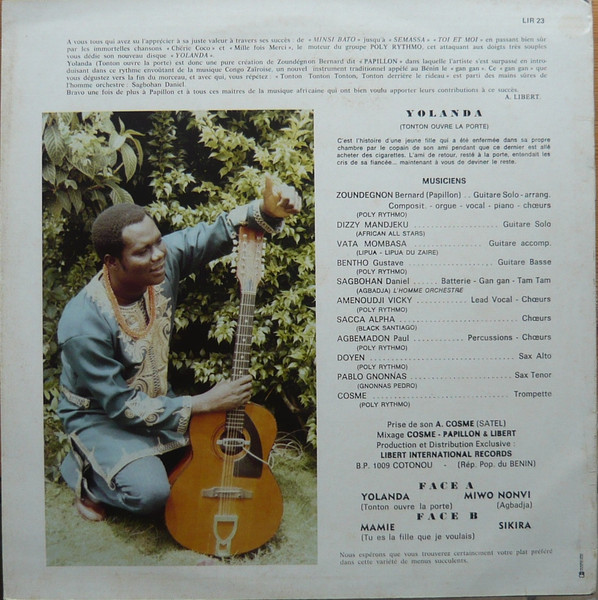 LIR 23
A vous tous qui avez su l'apprécier à sa juste valeur à travers ses succès : de « MINSI BATO » jusqu'à « SEMASSA » « TOI ET MOI » en passant bien sûr
par les immortelles chansons « Chérie Coco » et « Mille fois Merci », le moteur du groupe POLY RYTHMO, cet attaquant aux doigts très souples
vous dédie son nouveau disque « YOLANDA ».
Yolanda (Tonton ouvre la porte) est donc une pure création de Zoundegnon Bernard dit « PAPILLON » dans laquelle l'artiste s'est surpassé en intro-
duisant dans ce rythme envoûtant de la musique Congo Zaïroise, un nouvel instrument traditionnel appelé au Bénin le « gan gan ». Ce « gan gan » que
vous dégustez vers la fin du morceau, et avec qui, vous répétez : « Tonton Tonton Tonton, Tonton derrière le rideau » est parti des mains sûres de
l'homme orchestre : Sagbohan Daniel.
Bravo une fois de plus à Papillon et à tous ces maîtres de la musique africaine qui ont bien voulu apporter leurs contributions à ce succès.
A. LIBERT.
YOLANDA
(TONTON OUVRE LA PORTE)
C'est l'histoire d'une jeune fille qui a été enfermée dans sa propre
chambre par le copain de son ami pendant que ce dernier est allé
acheter des cigarettes. L'ami de retour, resté à la porte, entendait les
cris de sa fiancée... maintenant à vous de deviner le reste.
MUSICIENS
ZOUNDEGNON Bernard (Papillon) .. Guitare Solo - arrang.
Composit. - orgue - vocal - piano - chœurs
(POLY RYTHMO)
DIZZY MANDJEKU ........ Guitare Solo
(AFRICAN ALL STARS)
VATA MOMBASA ........ Guitare accomp.
(LIPUA - LIPUA DU ZAIRE)
BENTHO Gustave ........ Guitare Basse
(POLY RYTHMO)
SAGBOHAN Daniel ...... Batterie - Gan gan - Tam Tam
(AGBADJA) L'HOMME ORCHESTRE
AMENOUDJI VICKY ........ Lead Vocal - Chœurs
(POLY RYTHMO)
SACCA ALPHA ........ Chœurs
(BLACK SANTIAGO)
AGBEMADON Paul ........ Percussions - Chœurs
(POLY RYTHMO)
DOYEN ........ Sax Alto
(POLY RYTHMO)
PABLO GNONNAS ........ Sax Tenor
(GNONNAS PEDRO)
COSME ........ Trompette
(POLY RYTHMO)
Prise de son A. COSME (SATEL)
Mixage COSME - PAPILLON & LIBERT
Production et Distribution Exclusive :
LIBERT INTERNATIONAL RECORDS
B.P. 1009 COTONOU - (Rép. Pop. du BENIN)
FACE A
YOLANDA MIWO NONVI
(Tonton ouvre la porte) (Agbadja)
FACE B
MAMIE SIKIRA
(Tu es la fille que je voulais)
Nous espérons que vous trouverez certainement votre plat préféré
dans cette variété de menus succulents.